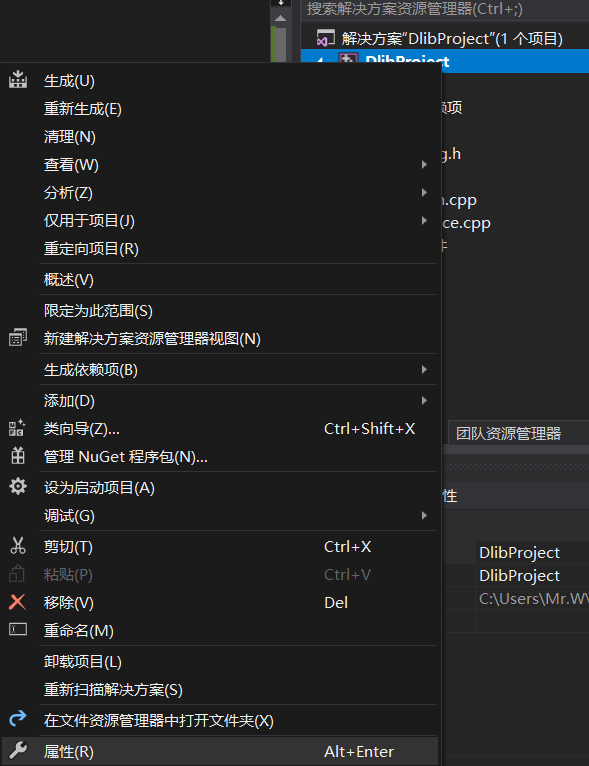 搜索解决方案资源管理器(Ctrl+;)
解决方案"DlibProject"(1 个项目)
DlibProject
生成(U)
重新生成(E)
清理(N)
查看(W)
分析(Z)
仅用于项目(J)
重定向项目(R)
概述(V)
限定为此范围(S)
新建解决方案资源管理器视图(N)
生成依赖项(B)
添加(D)
类向导(Z)... Ctrl+Shift+X
管理 NuGet 程序包(N)...
设为启动项目(A)
调试(G)
剪切(T) Ctrl+X
粘贴(P) Ctrl+V
移除(V) Del
重命名(M)
卸载项目(L)
重新扫描解决方案(S)
在文件资源管理器中打开文件夹(X)
属性(R) Alt+Enter
项
g.h
.cpp
ce.cpp
件
团队资源管理器
性
DlibProject
DlibProject
C:\Users\Mr.W